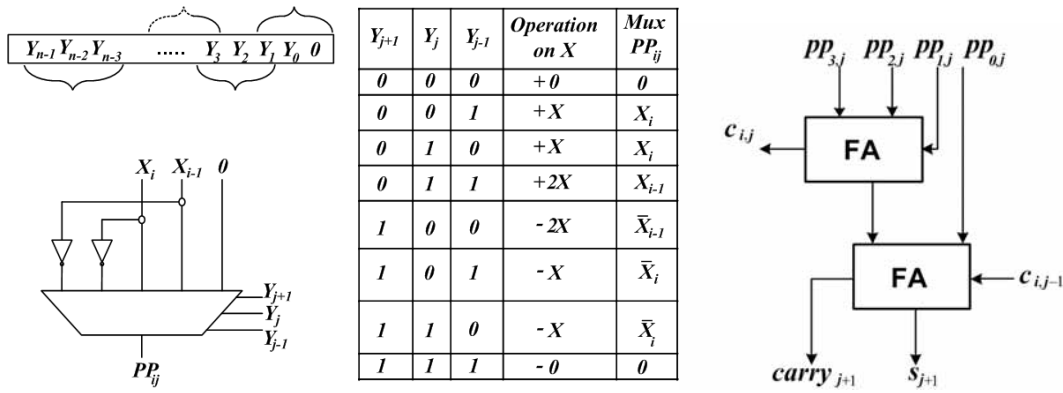 Y_{n-1} Y_{n-2} Y_{n-3} ..... Y_3 Y_2 Y_1 Y_0 0
X_i X_{i-1} 0
Y_{j+1}
Y_j
Y_{j-1}
PP_{ij}
Y_{j+1} Y_j Y_{j-1} Operation on X Mux PP_{ij}
0 0 0 +0 0
0 0 1 +X X_i
0 1 0 +X X_i
0 1 1 +2X X_{i-1}
1 0 0 -2X X̄_{i-1}
1 0 1 -X X̄_i
1 1 0 -X X̄_i
1 1 1 -0 0
pp_{3,j} pp_{2,j} pp_{1,j} pp_{0,j}
c_{i,j}
FA
FA
c_{i,j-1}
carry_{j+1} s_{j+1}